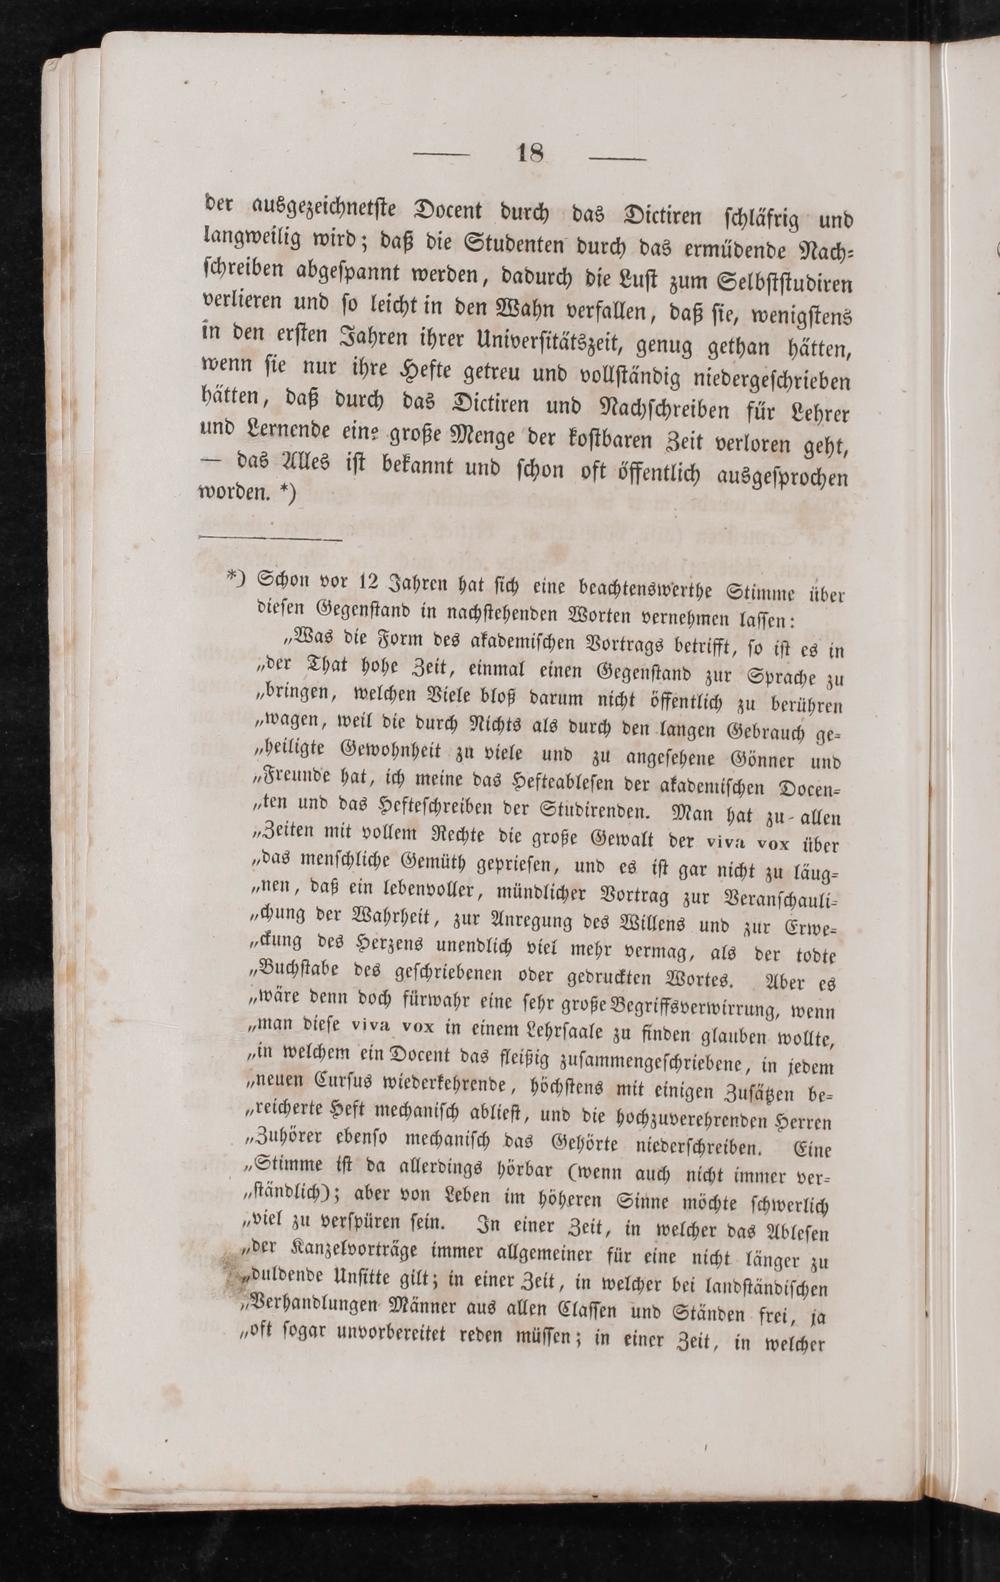 — 18 —
der ausgezeichnetste Docent durch das Dictiren schläfrig und
langweilig wird; daß die Studenten durch das ermüdende Nach-
schreiben abgespannt werden, dadurch die Lust zum Selbststudiren
verlieren und so leicht in den Wahn verfallen, daß sie, wenigstens
in den ersten Jahren ihrer Universitätszeit, genug gethan hätten,
wenn sie nur ihre Hefte getreu und vollständig niedergeschrieben
hätten, daß durch das Dictiren und Nachschreiben für Lehrer
und Lernende eine große Menge der kostbaren Zeit verloren geht,
— das Alles ist bekannt und schon oft öffentlich ausgesprochen
worden. *)
*) Schon vor 12 Jahren hat sich eine beachtenswerthe Stimme über
diesen Gegenstand in nachstehenden Worten vernehmen lassen:
„Was die Form des akademischen Vortrags betrifft, so ist es in
„der That hohe Zeit, einmal einen Gegenstand zur Sprache zu
„bringen, welchen Viele bloß darum nicht öffentlich zu berühren
„wagen, weil die durch Nichts als durch den langen Gebrauch ge-
„heiligte Gewohnheit zu viele und zu angesehene Gönner und
„Freunde hat, ich meine das Hefteablesen der akademischen Docen-
„ten und das Hefteschreiben der Studirenden. Man hat zu allen
„Zeiten mit vollem Rechte die große Gewalt der viva vox über
„das menschliche Gemüth gepriesen, und es ist gar nicht zu läug-
„nen, daß ein lebenvoller, mündlicher Vortrag zur Veranschauli-
„chung der Wahrheit, zur Anregung des Willens und zur Erwe-
„ckung des Herzens unendlich viel mehr vermag, als der todte
„Buchstabe des geschriebenen oder gedruckten Wortes. Aber es
„wäre denn doch fürwahr eine sehr große Begriffsverwirrung, wenn
„man diese viva vox in einem Lehrsaale zu finden glauben wollte,
„in welchem ein Docent das fleißig zusammengeschriebene, in jedem
„neuen Cursus wiederkehrende, höchstens mit einigen Zusätzen be-
„reicherte Heft mechanisch abliest, und die hochzuverehrenden Herren
„Zuhörer ebenso mechanisch das Gehörte niederschreiben. Eine
„Stimme ist da allerdings hörbar (wenn auch nicht immer ver-
„ständlich); aber von Leben im höheren Sinne möchte schwerlich
„viel zu verspüren sein. In einer Zeit, in welcher das Ablesen
„der Kanzelvorträge immer allgemeiner für eine nicht länger zu
„duldende Unsitte gilt; in einer Zeit, in welcher bei landständischen
„Verhandlungen Männer aus allen Classen und Ständen frei, ja
„oft sogar unvorbereitet reden müssen; in einer Zeit, in welcher